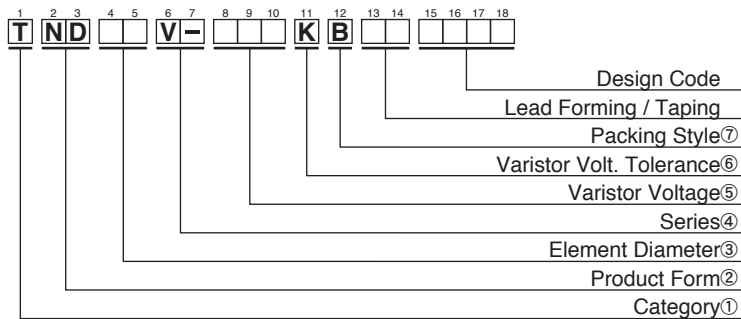 1 2 3 4 5 6 7 8 9 10 11 12 13 14 15 16 17 18
T ND V- K B
Design Code
Lead Forming / Taping
Packing Style⑦
Varistor Volt. Tolerance⑥
Varistor Voltage⑤
Series④
Element Diameter③
Product Form②
Category①